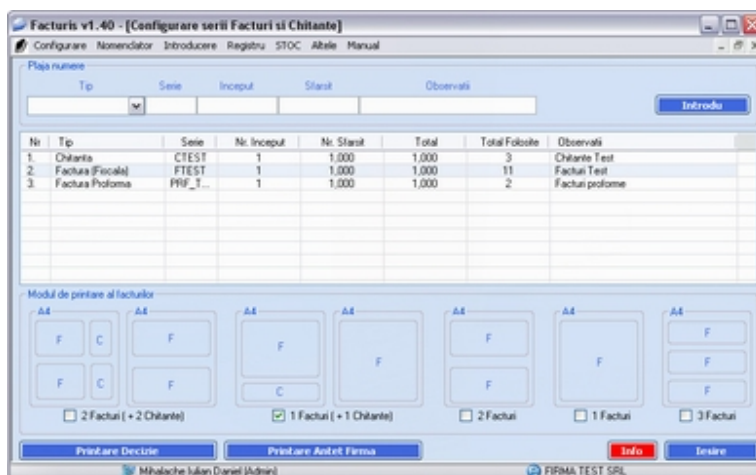 Facturis v1.40 - [Configurare serii Facturi si Chitante]
Configurare Nomenclator Introducere Registru STOC Altele Manual
Plaja numere
Tip Serie Inceput Sfarsit Observatii
Introdu
Nr Tip Serie Nr. Inceput Nr. Sfarsit Total Total Folosite Observatii
1. Chitanta CTEST 1 1,000 1,000 3 Chitante Test
2. Factura (Fiscala) FTEST 1 1,000 1,000 11 Facturi Test
3. Factura Proforma PRF_T... 1 1,000 1,000 2 Facturi proforme
Modul de printare al facturilor
A4 A4 A4 A4 A4 A4 A4
F C F F F F F F
F C F C F F
2 Facturi ( + 2 Chitante) 1 Facturi ( + 1 Chitante) 2 Facturi 1 Facturi 3 Facturi
Printare Decizie Printare Antet Firma Info Iesire
Mihalache Iulian Daniel (Admin) FIRMA TEST SRL